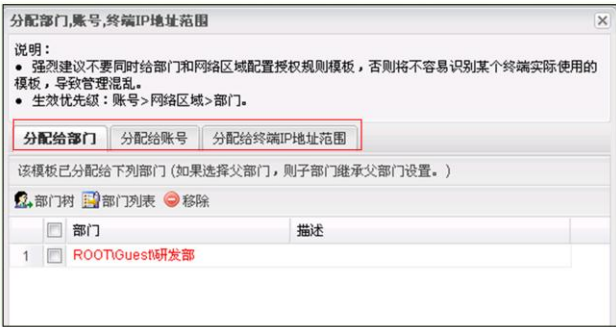 分配部门,账号,终端IP地址范围
说明：
• 强烈建议不要同时给部门和网络区域配置授权规则模板，否则将不容易识别某个终端实际使用的
模板，导致管理混乱。
• 生效优先级：账号>网络区域>部门。
分配给部门 分配给账号 分配给终端IP地址范围
该模板已分配给下列部门 (如果选择父部门，则子部门继承父部门设置。)
部门树 部门列表 移除
部门 描述
1 ROOT\Guest\研发部